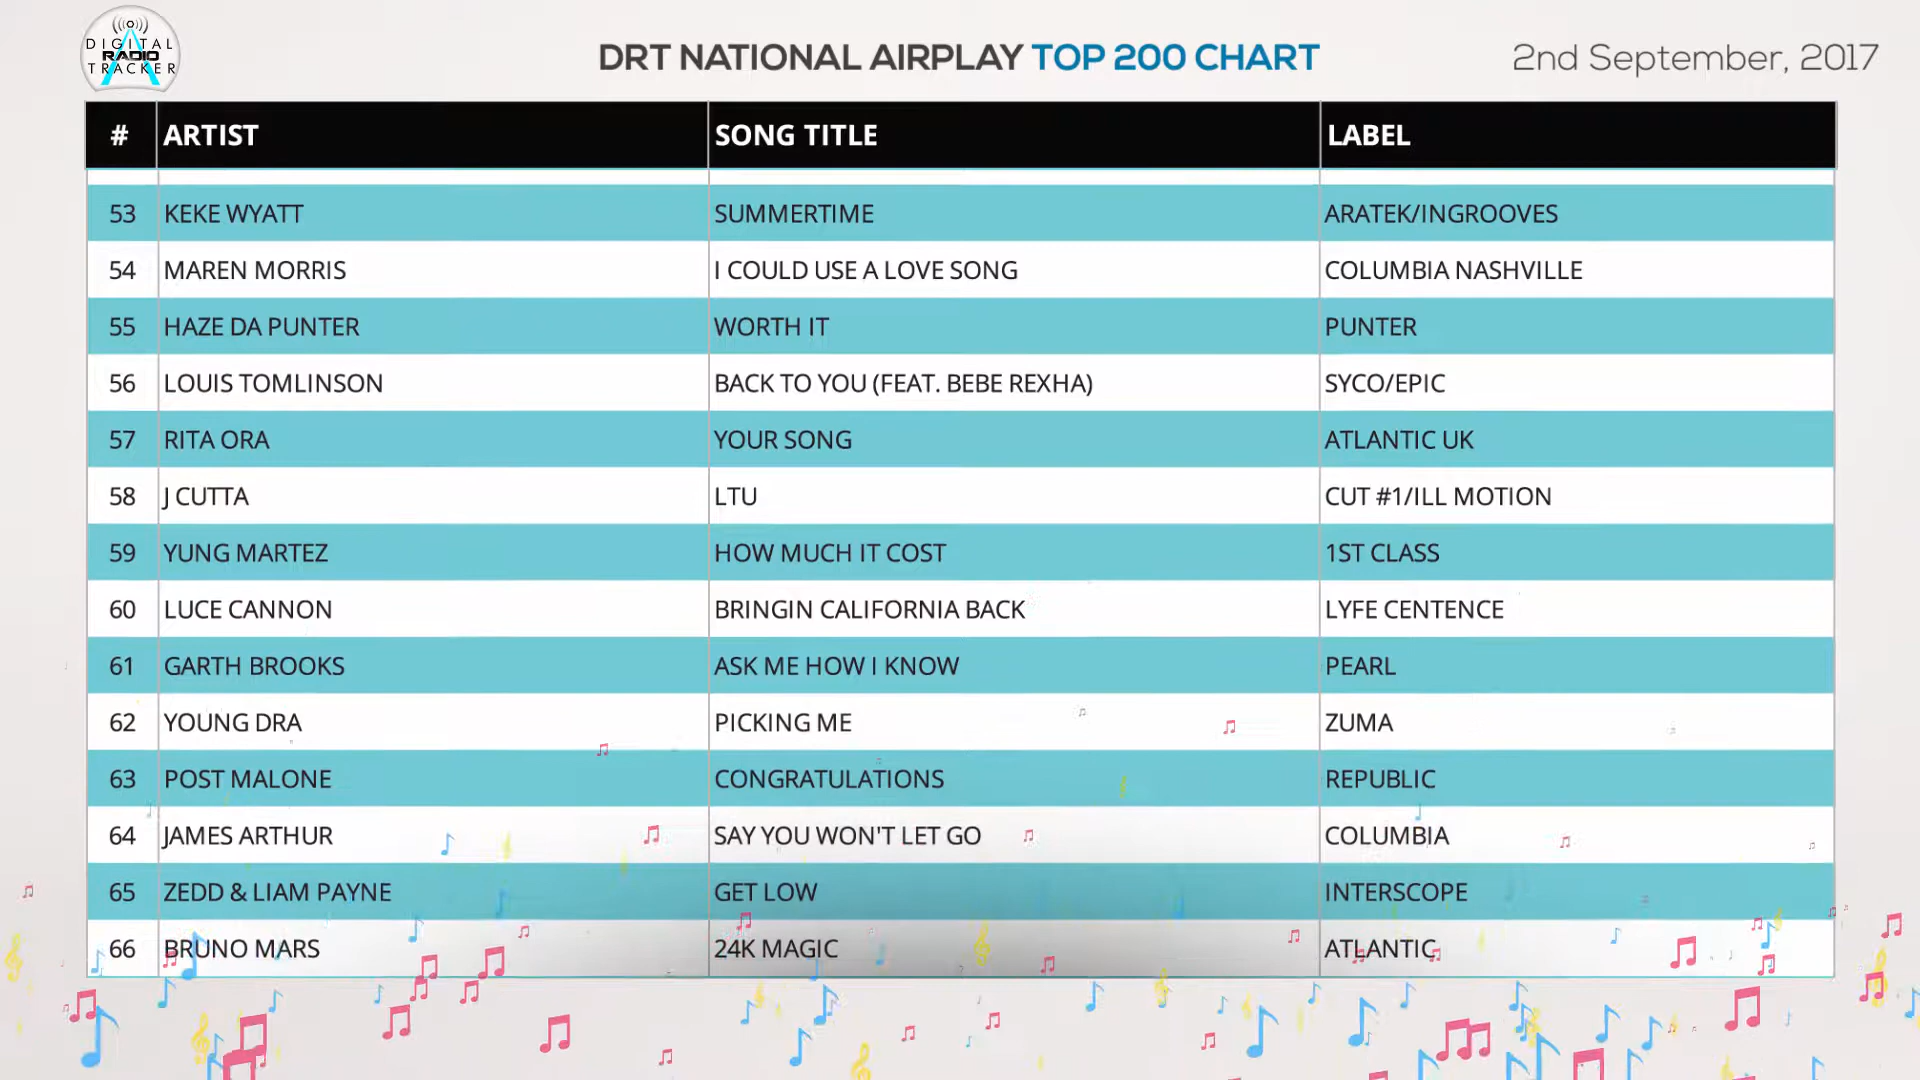 DIGITAL
RADIO
TRACKER
DRT NATIONAL AIRPLAY TOP 200 CHART
2nd September, 2017
# ARTIST SONG TITLE LABEL
53 KEKE WYATT SUMMERTIME ARATEK/INGROOVES
54 MAREN MORRIS I COULD USE A LOVE SONG COLUMBIA NASHVILLE
55 HAZE DA PUNTER WORTH IT PUNTER
56 LOUIS TOMLINSON BACK TO YOU (FEAT. BEBE REXHA) SYCO/EPIC
57 RITA ORA YOUR SONG ATLANTIC UK
58 J CUTTA LTU CUT #1/ILL MOTION
59 YUNG MARTEZ HOW MUCH IT COST 1ST CLASS
60 LUCE CANNON BRINGIN CALIFORNIA BACK LYFE CENTENCE
61 GARTH BROOKS ASK ME HOW I KNOW PEARL
62 YOUNG DRA PICKING ME ZUMA
63 POST MALONE CONGRATULATIONS REPUBLIC
64 JAMES ARTHUR SAY YOU WON'T LET GO COLUMBIA
65 ZEDD & LIAM PAYNE GET LOW INTERSCOPE
66 BRUNO MARS 24K MAGIC ATLANTIC